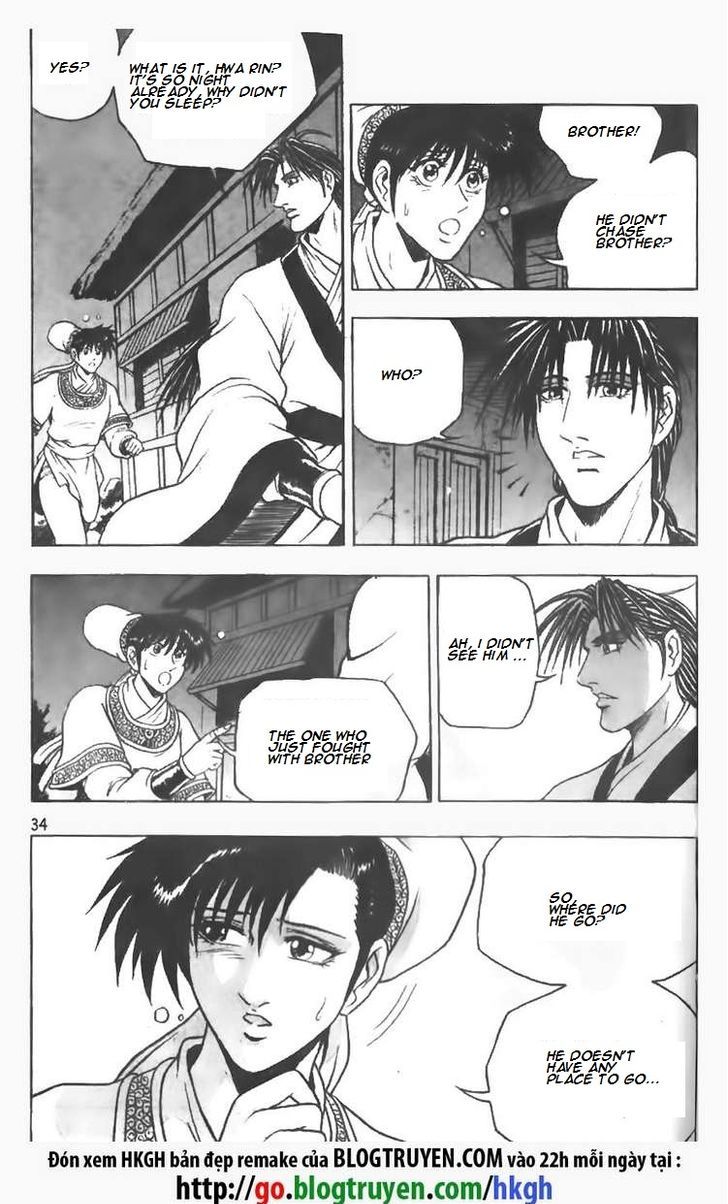 YES?
WHAT IS IT, HWA RIN?
IT'S SO NIGHT
ALREADY, WHY DIDN'T
YOU SLEEP?
BROTHER!
HE DIDN'T
CHASE
BROTHER?
WHO?
THE ONE WHO
JUST FOUGHT
WITH BROTHER
AH, I DIDN'T
SEE HIM ...
34
SO,
WHERE DID
HE GO?
HE DOESN'T
HAVE ANY
PLACE TO GO...
Đón xem HKGH bản đẹp remake của BLOGTRUYEN.COM vào 22h mỗi ngày tại :
http://go.blogtruyen.com/hkgh